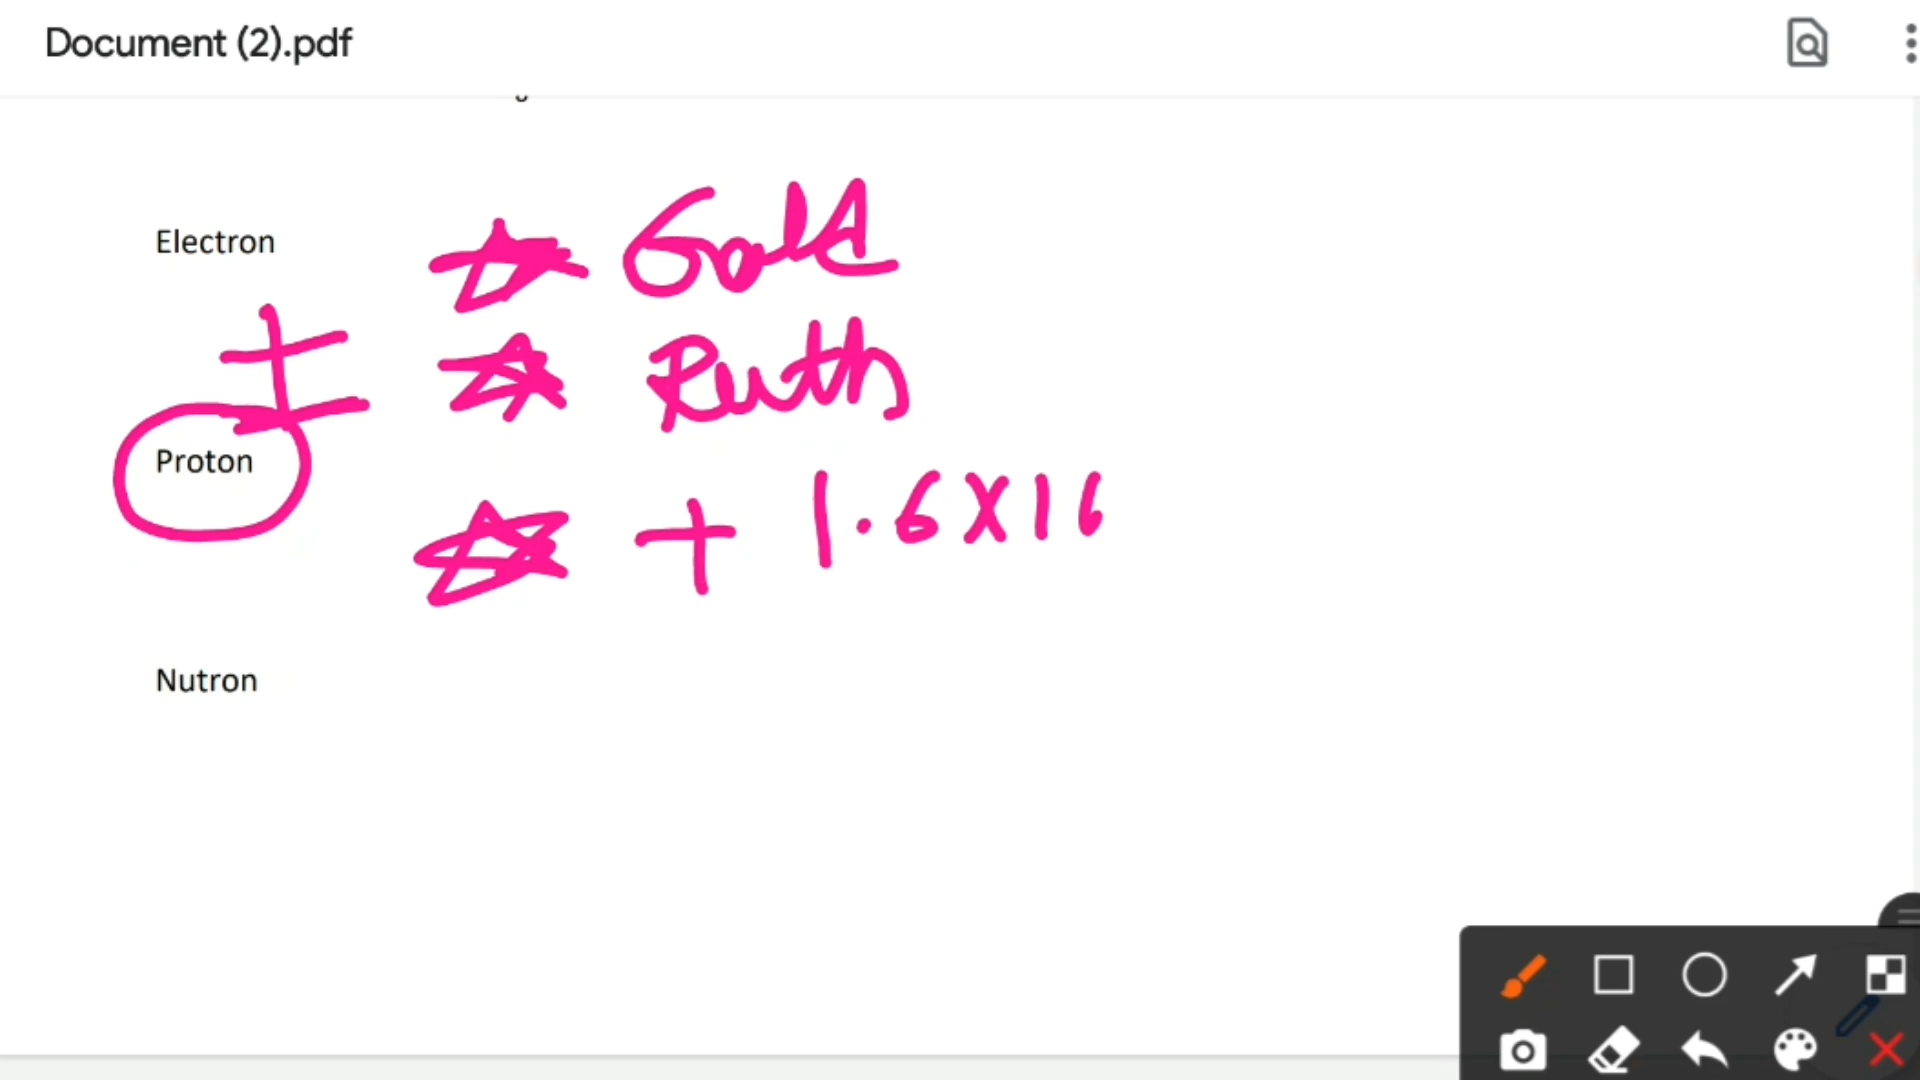 Document (2).pdf
Electron
Gold
Ruth
Proton
+ 1.6X16
Nutron